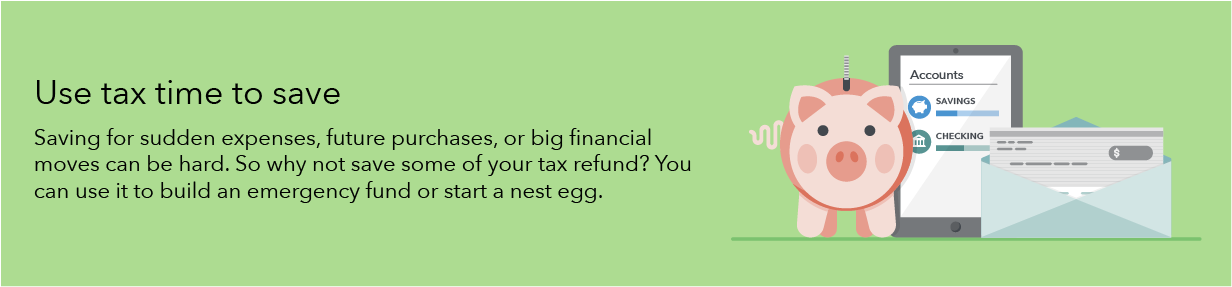 Use tax time to save
Saving for sudden expenses, future purchases, or big financial
moves can be hard. So why not save some of your tax refund? You
can use it to build an emergency fund or start a nest egg.
Accounts
SAVINGS
CHECKING
$